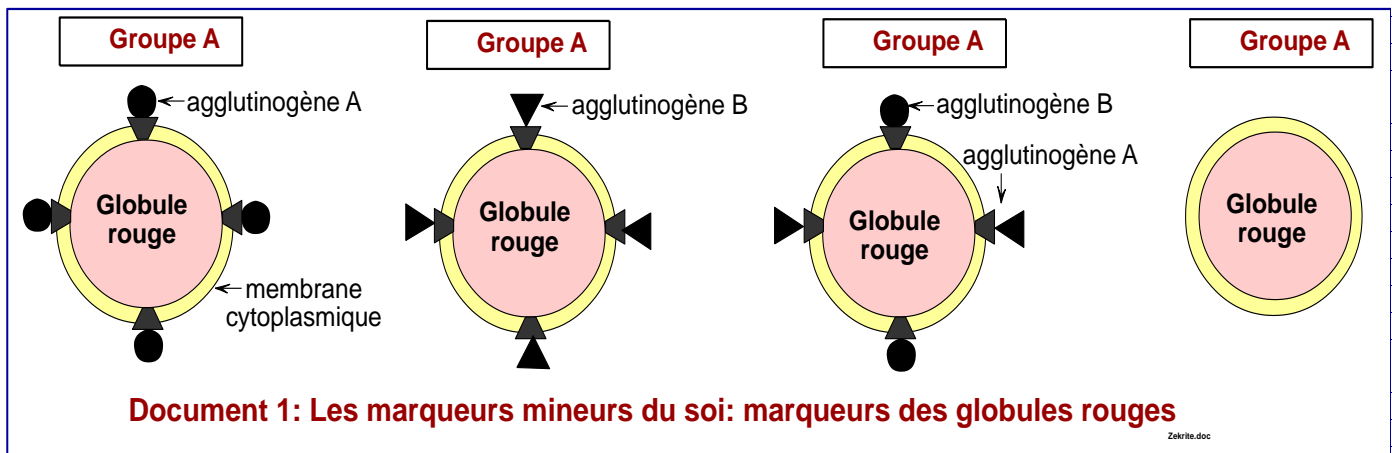 Groupe A
Groupe A
Groupe A
Groupe A
agglutinogène A
Globule
rouge
membrane
cytoplasmique
agglutinogène B
Globule
rouge
agglutinogène B
agglutinogène A
Globule
rouge
Globule
rouge
Document 1: Les marqueurs mineurs du soi: marqueurs des globules rouges
Zekrite.doc